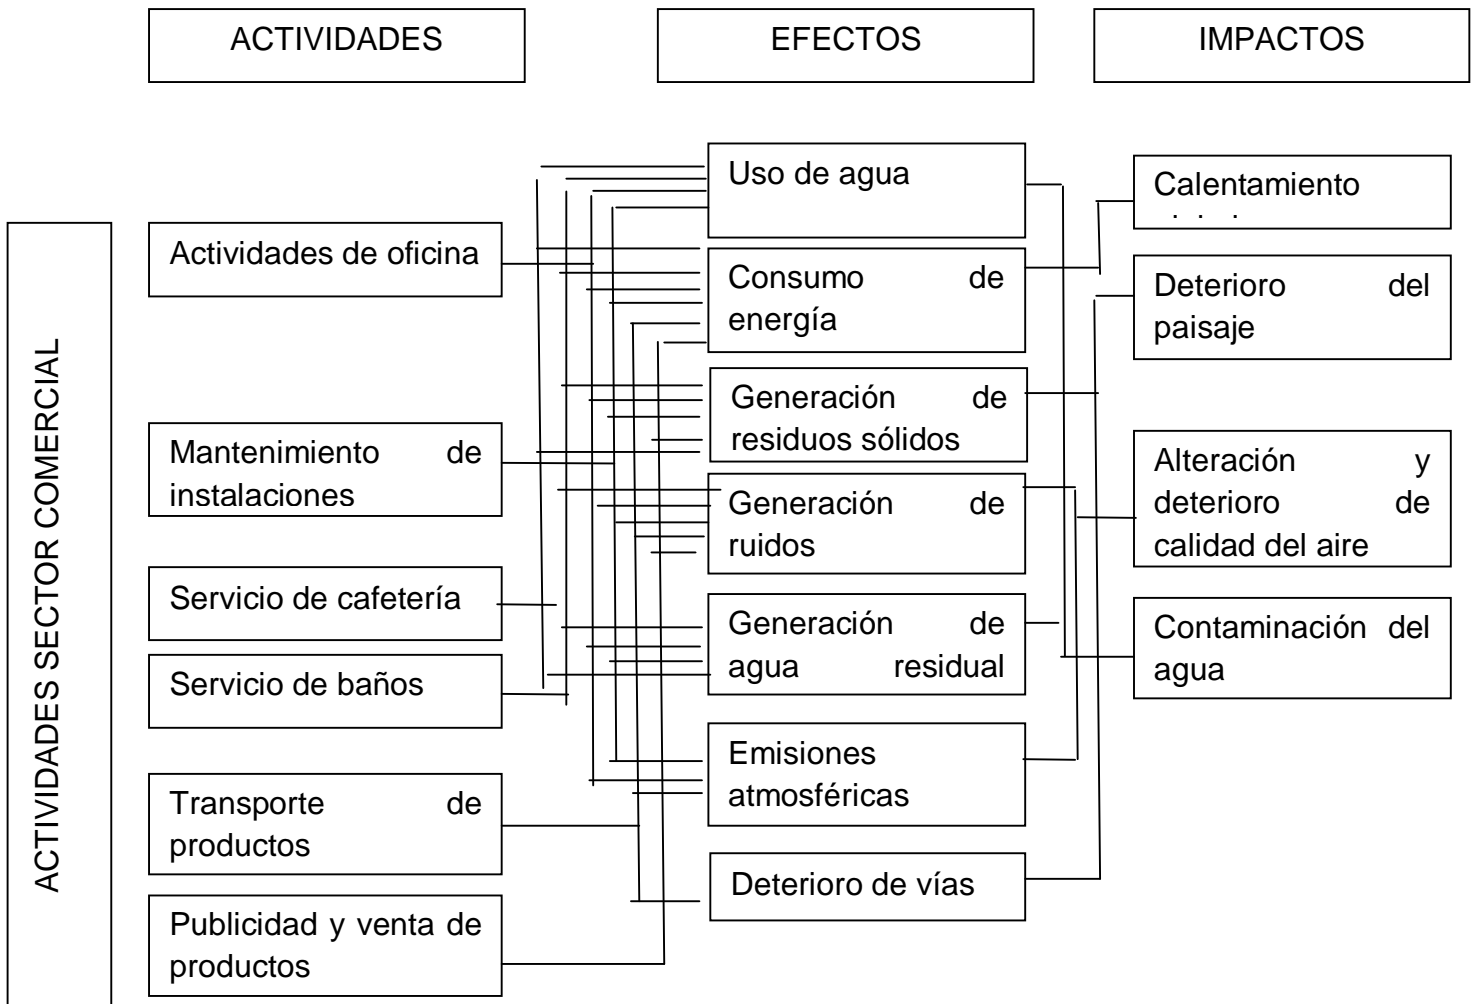 ACTIVIDADES
EFECTOS
IMPACTOS
ACTIVIDADES SECTOR COMERCIAL
Actividades de oficina
Mantenimiento de
instalaciones
Servicio de cafetería
Servicio de baños
Transporte de
productos
Publicidad y venta de
productos
Uso de agua
Consumo de
energía
Generación de
residuos sólidos
Generación de
ruidos
Generación de
agua residual
Emisiones
atmosféricas
Deterioro de vías
Calentamiento
Deterioro del
paisaje
Alteración y
deterioro de
calidad del aire
Contaminación del
agua